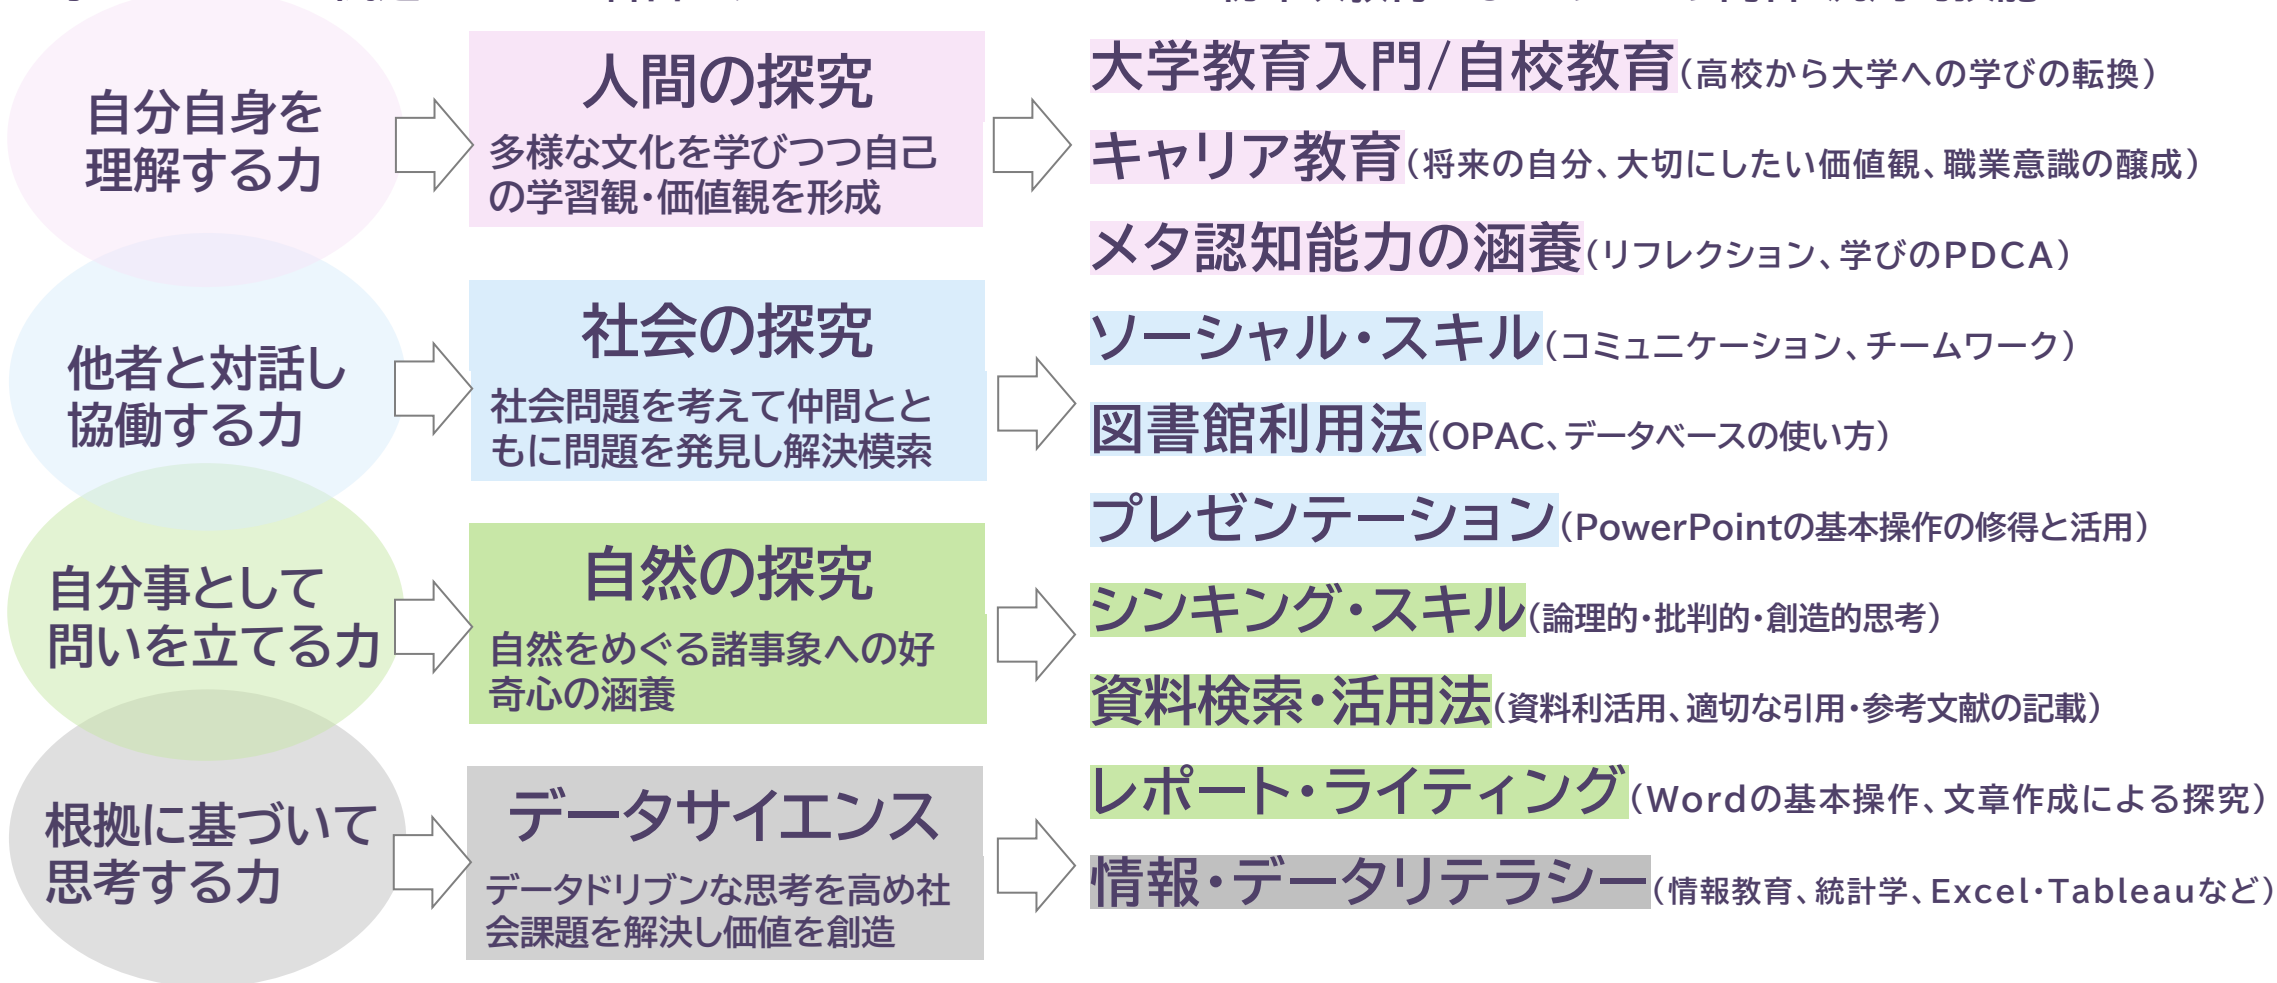 自分自身を
理解する力
人間の探究
多様な文化を学びつつ自己
の学習観・価値観を形成
他者と対話し
協働する力
社会の探究
社会問題を考えて仲間とと
もに問題を発見し解決模索
自分事として
問いを立てる力
自然の探究
自然をめぐる諸事象への好
奇心の涵養
根拠に基づいて
思考する力
データサイエンス
データドリブンな思考を高め社
会課題を解決し価値を創造
大学教育入門/自校教育(高校から大学への学びの転換)
キャリア教育(将来の自分、大切にしたい価値観、職業意識の醸成)
メタ認知能力の涵養(リフレクション、学びのPDCA)
ソーシャル・スキル(コミュニケーション、チームワーク)
図書館利用法(OPAC、データベースの使い方)
プレゼンテーション(PowerPointの基本操作の修得と活用)
シンキング・スキル(論理的・批判的・創造的思考)
資料検索・活用法(資料利活用、適切な引用・参考文献の記載)
レポート・ライティング(Wordの基本操作、文章作成による探究)
情報・データリテラシー(情報教育、統計学、Excel・Tableauなど)